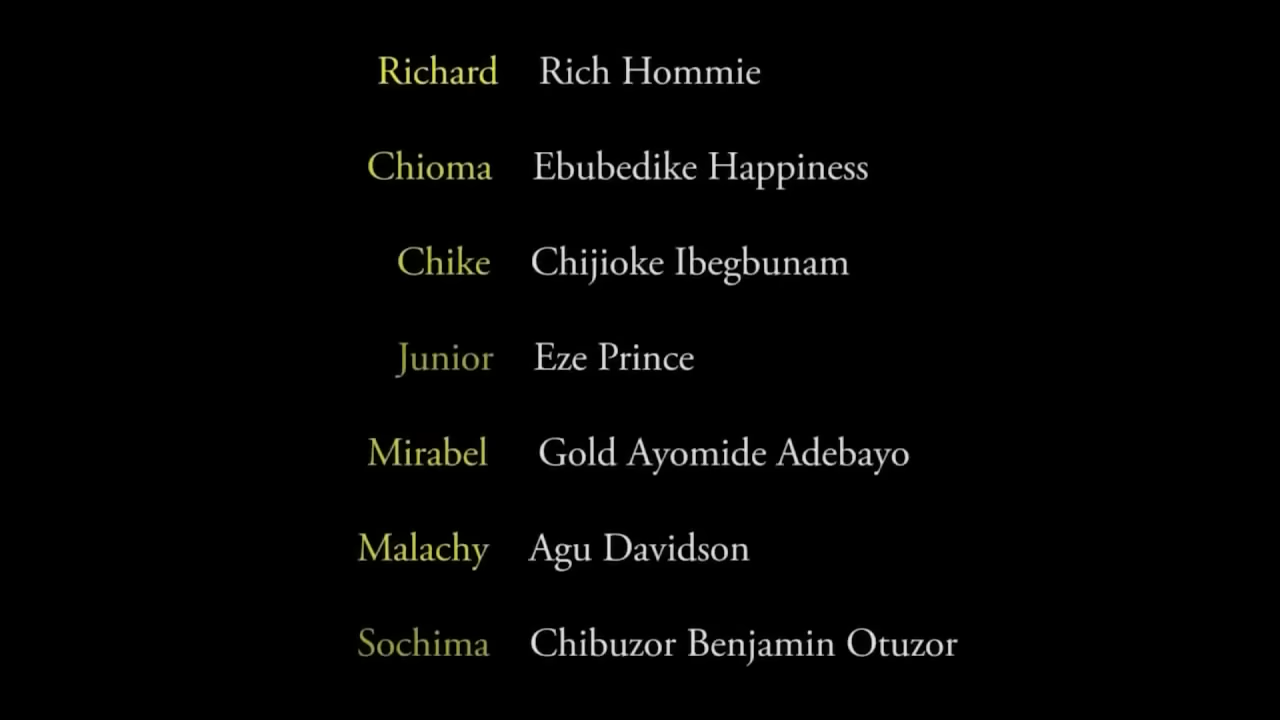 Richard Rich Hommie
Chioma Ebubedike Happiness
Chike Chijioke Ibegbunam
Junior Eze Prince
Mirabel Gold Ayomide Adebayo
Malachy Agu Davidson
Sochima Chibuzor Benjamin Otuzor